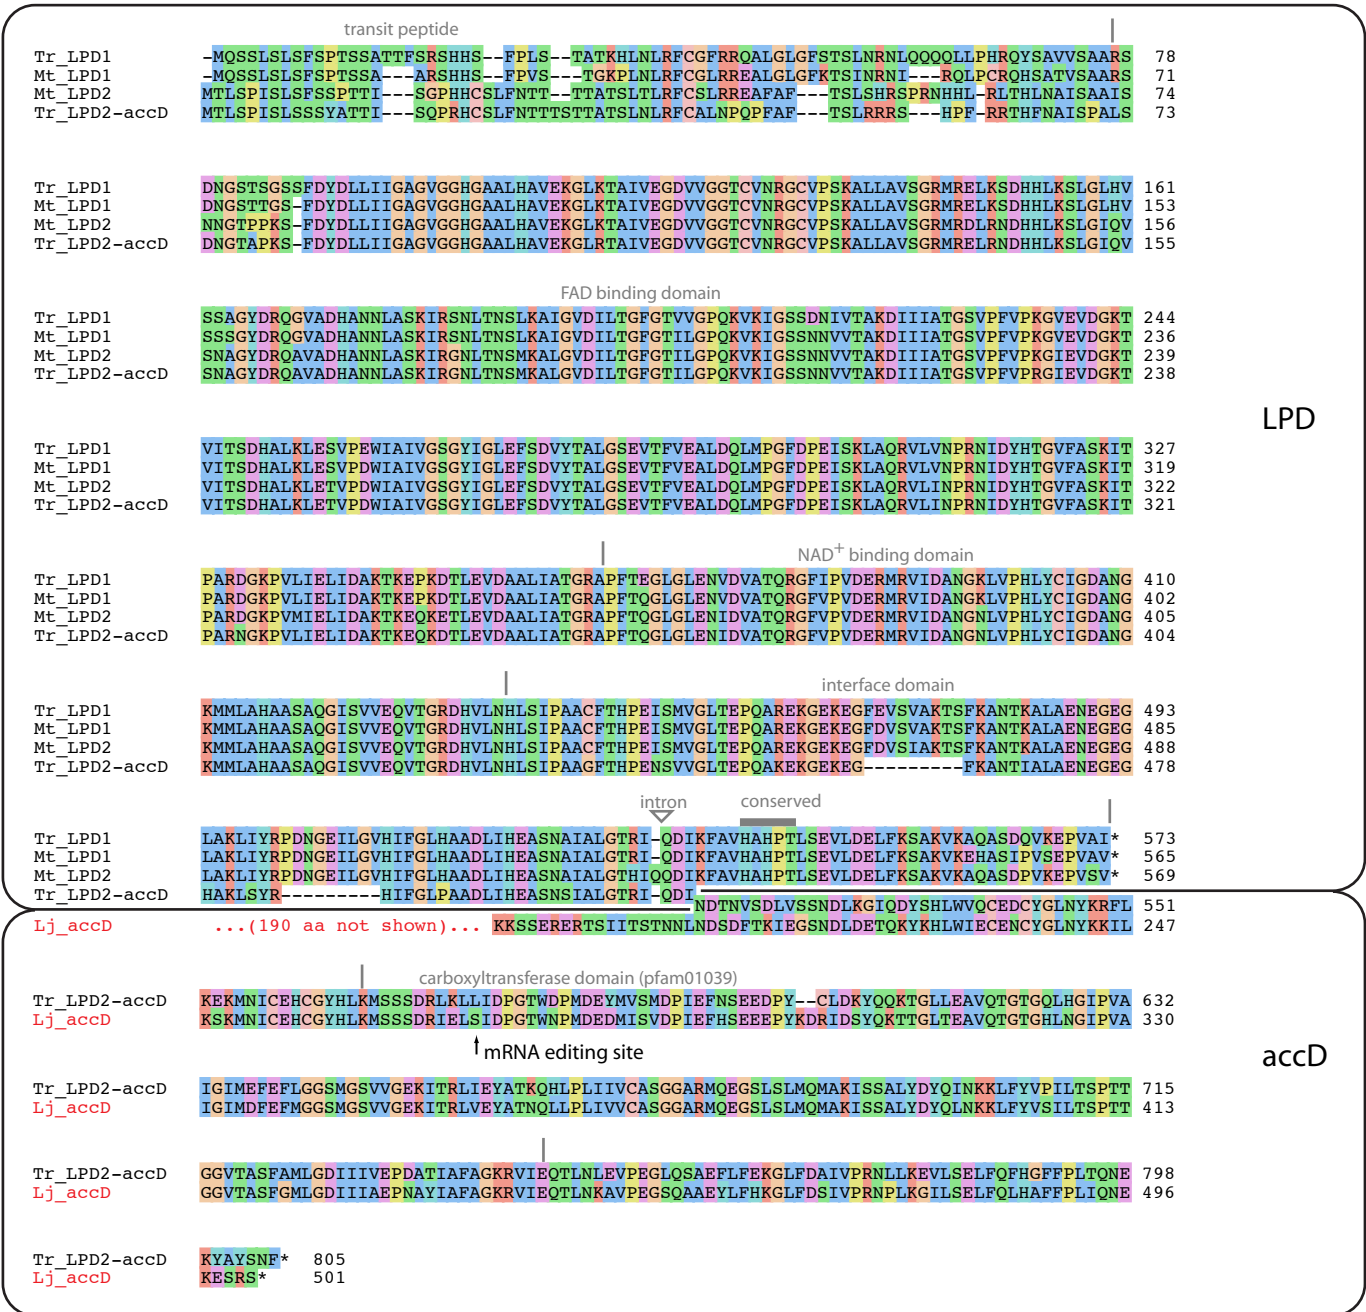 transit peptide
Tr_LPD1 -MQSSLSLSFSPTSSATTFSRSHHS--FPLS--TATKHLNLRFCGFRRQALGLGFSTSLNRNLQQQQLLPHRQYSAVVSAARS 78
Mt_LPD1 -MQSSLSLSFSPTSSA---ARSHHS--FPVS---TGKPLNLRFCGLRREALGLGFKTSINRNI---RQLPCRQHSATVSAARS 71
Mt_LPD2 MTLSPISLSFSSPTTI---SGPHHCSLFNTT--TTATSLTLRFCSLRREAFAF---TSLSHRSPRNHHL-RLTHLNAISAAIS 74
Tr_LPD2-accD MTLSPISLSSSYATTI---SQPRHCSLFNTTTSTTATSLNLRFCALNPQPFAF---TSLRRRS---HPF-RRTHFNAISPALS 73
Tr_LPD1 DNGSTSGSSFDYDLLIIGAGVGGHGAALHAVEKGLKTAIVEGDVVGGTCVNRGCVPSKALLAVSGRMRELKSDHHLKSLGLHV 161
Mt_LPD1 DNGSTTGS-FDYDLLIIGAGVGGHGAALHAVEKGLKTAIVEGDVVGGTCVNRGCVPSKALLAVSGRMRELKSDHHLKSLGLHV 153
Mt_LPD2 NNGTPPKS-FDYDLLIIGAGVGGHGAALHAVEKGLKTAIVEGDVVGGTCVNRGCVPSKALLAVSGRMRDLRSDHHLKSLGIQV 156
Tr_LPD2-accD DNGTAPKS-FDYDLLIIGAGVGGHGAALHAVEKGLRTAIVEGDVVGGTCVNRGCVPSKALLAVSGRMRELRNDHHLKSLGIQV 155
FAD binding domain
Tr_LPD1 SSAGYDRQGVADHANNLASKIRSNLTNSLKAIGVDILTGFGTVVGPQKVKIGSSDNIVTAKDIIIATGSVPFVPKGVEVDGKT 244
Mt_LPD1 SSSGYDRQGVADHANNLASKIRSNLTNSLKAIGVDILTGFGTILGPQKVKIGSSNNVVTAKDIIIATGSVPFVPKGVEVDGKT 236
Mt_LPD2 SNAGYDRQAVADHANNLASKIRGNLTNSMKALGVDILTGFGTILGPQKVKIGSSNNVVTAKDIIIATGSVPFVPKGIEVDGKT 239
Tr_LPD2-accD SNAGYDRQAVADHANNLASKIRGNLTNSMKALGVDILTGFGTILGPQKVKIGSSNNVVTAKDIIIATGSVPFVPRGIEVDGKT 238
LPD
Tr_LPD1 VITSDHALKLESVPEWIAIVGSGYIGLEFSDVYTALGSEVTFVEALDQLMPGFDPEISKLAQRVLVNPRNIDYHTGVFASKIT 327
Mt_LPD1 VITSDHALKLESVPDWIAIVGSGYIGLEFSDVYTALGSEVTFVEALDQLMPGFDPEISKLAQRVLVNPRNIDYHTGVFASKIT 319
Mt_LPD2 VITSDHALKLETVPDWIAIVGSGYIGLEFSDVYTALGSEVTFVEALDQLMPGFDPEISKLAQRVLINPRNIDYHTGVFASKIT 322
Tr_LPD2-accD VITSDHALKLETVPDWIAIVGSGYIGLEFSDVYTALGSEVTFVEALDQLMPGFDPEISKLAQRVLINPRNIDYHTGVFASKIT 321
NAD+ binding domain
Tr_LPD1 PARDGKPVLIELIDAKTKEPKDTLEVDAALIATGRAPFTEGLGLENVDVATQRGFIPVDERMRVIDANGKLVPHLYCIGDANG 410
Mt_LPD1 PARDGKPVLIELIDAKTKEPKDTLEVDAALIATGRAPFTQGLGLENVDVATQRGFVPVDERMRVIDANGKLVPHLYCIGDANG 402
Mt_LPD2 PARDGKPVMIELIDAKTKEQKETLEVDAALIATGRAPFTQGLGLENVDVATQRGFVPVDERMRVIDANGNLVPHLYCIGDANG 405
Tr_LPD2-accD PARNGKPVLIELIDAKTKEQKDTLEVDAALIATGRAPFTQGLGLENIDVATQRGFVPVDERMRVIDANGNLVPHLYCIGDANG 404
interface domain
Tr_LPD1 KMMLAHAASAQGISVVEQVTGRDHVLNHLSIPAACFTHPEISMVGLTEPQAREKGEKEGFEVSVAKTSFKANTKALAENEGEG 493
Mt_LPD1 KMMLAHAASAQGISVVEQVTGRDHVLNHLSIPAACFTHPEISMVGLTEPQAREKGEKEGFDVSVAKTSFKANTKALAENEGEG 485
Mt_LPD2 KMMLAHAASAQGISVVEQVTGRDHVLNHLSIPAACFTHPEISMVGLTEPQAREKGEKEGFDVSIAKTSFKANTKALAENEGEG 488
Tr_LPD2-accD KMMLAHAASAQGISVVEQVTGRDHVLNHLSIPAAGFTHPENSVVGLTEPQAKEKGEKEG---------FKANTIALAENEGEG 478
intron conserved
Tr_LPD1 LAKLIYRPDNGEILGVHIFGLHAADLIHEASNAIALGTRI-QDIKFAVHAHPTLSEVLDELFKSAKVKAQASDQVKEPVAI* 573
Mt_LPD1 LAKLIYRPDNGEILGVHIFGLHAADLIHEASNAIALGTRI-QDIKFAVHAHPTLSEVLDELFKSAKVKEHASIPVSEPVAV* 565
Mt_LPD2 LAKLIYRPDNGEILGVHIFGLHAADLIHEASNAIALGTHIQQDIKFAVHAHPTLSEVLDELFKSAKVKAQASDPVKEPVSV* 569
Tr_LPD2-accD HAKLSYR---------HIFGLPAADLIHEASNSIALGTRI-QDI
NDTNVSDLVSSNDLKGIQDYSHLWVQCEDCYGLNYKRFL 551
Lj_accD ...(190 aa not shown)... KKSSERERTSIITSTNNLNDSDFTKIEGSNDLDETQKYKHLWIECENCYGLNYKKIL 247
carboxyltransferase domain (pfam01039)
Tr_LPD2-accD KEKMNICEHCGYHLKMSSSDRLKLLIDPGTWDPMDEYMVSMDPIEFNSEEDPY--CLDKYQQKTGLLEAVQTGTGQLHGIPVA 632
Lj_accD KSKMNICEHCGYHLKMSSSDRIELSIDPGTWNPMDEDMISVDPIEFHSEEEPYKDRIDSYQKTTGLTEAVQTGTGHLNGIPVA 330
mRNA editing site
accD
Tr_LPD2-accD IGIMEFEFLGGSMGSVVGEKITRLIEYATKQHLPLIIVCASGGARMQEGSLSLMQMAKISSALYDYQINKKLFYVPILTSPTT 715
Lj_accD IGIMDFEFMGGSMGSVVGEKITRLVEYATNQLLPLIVVCASGGARMQEGSLSLMQMAKISSALYDYQLNKKLFYVSILTSPTT 413
Tr_LPD2-accD GGVTASFAMLGDIIIVEPDATIAFAGKRVIEQTLNLEVPEGLQSAEFLFEKGLFDAIVPRNLLKEVLSELFQFHGFFPLTQNE 798
Lj_accD GGVTASFGMLGDIIIAEPNAYIAFAGKRVIEQTLNKAVPEGSQAAEYLFHKGLFDSIVPRNPLKGILSELFQLHAFFPLIQNE 496
Tr_LPD2-accD KYAYSNF* 805
Lj_accD KESRS* 501